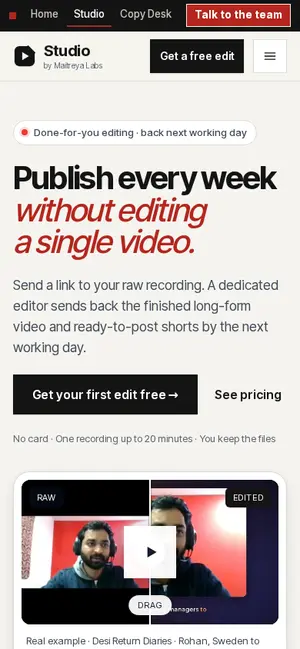 Home Studio Copy Desk Talk to the team
Studio
by Maitreya Labs
Get a free edit
Done-for-you editing · back next working day
Publish every week
without editing
a single video.
Send a link to your raw recording. A dedicated
editor sends back the finished long-form
video and ready-to-post shorts by the next
working day.
Get your first edit free →
See pricing
No card · One recording up to 20 minutes · You keep the files
RAW
EDITED
DRAG
managers to
Real example · Desi Return Diaries · Rohan, Sweden to